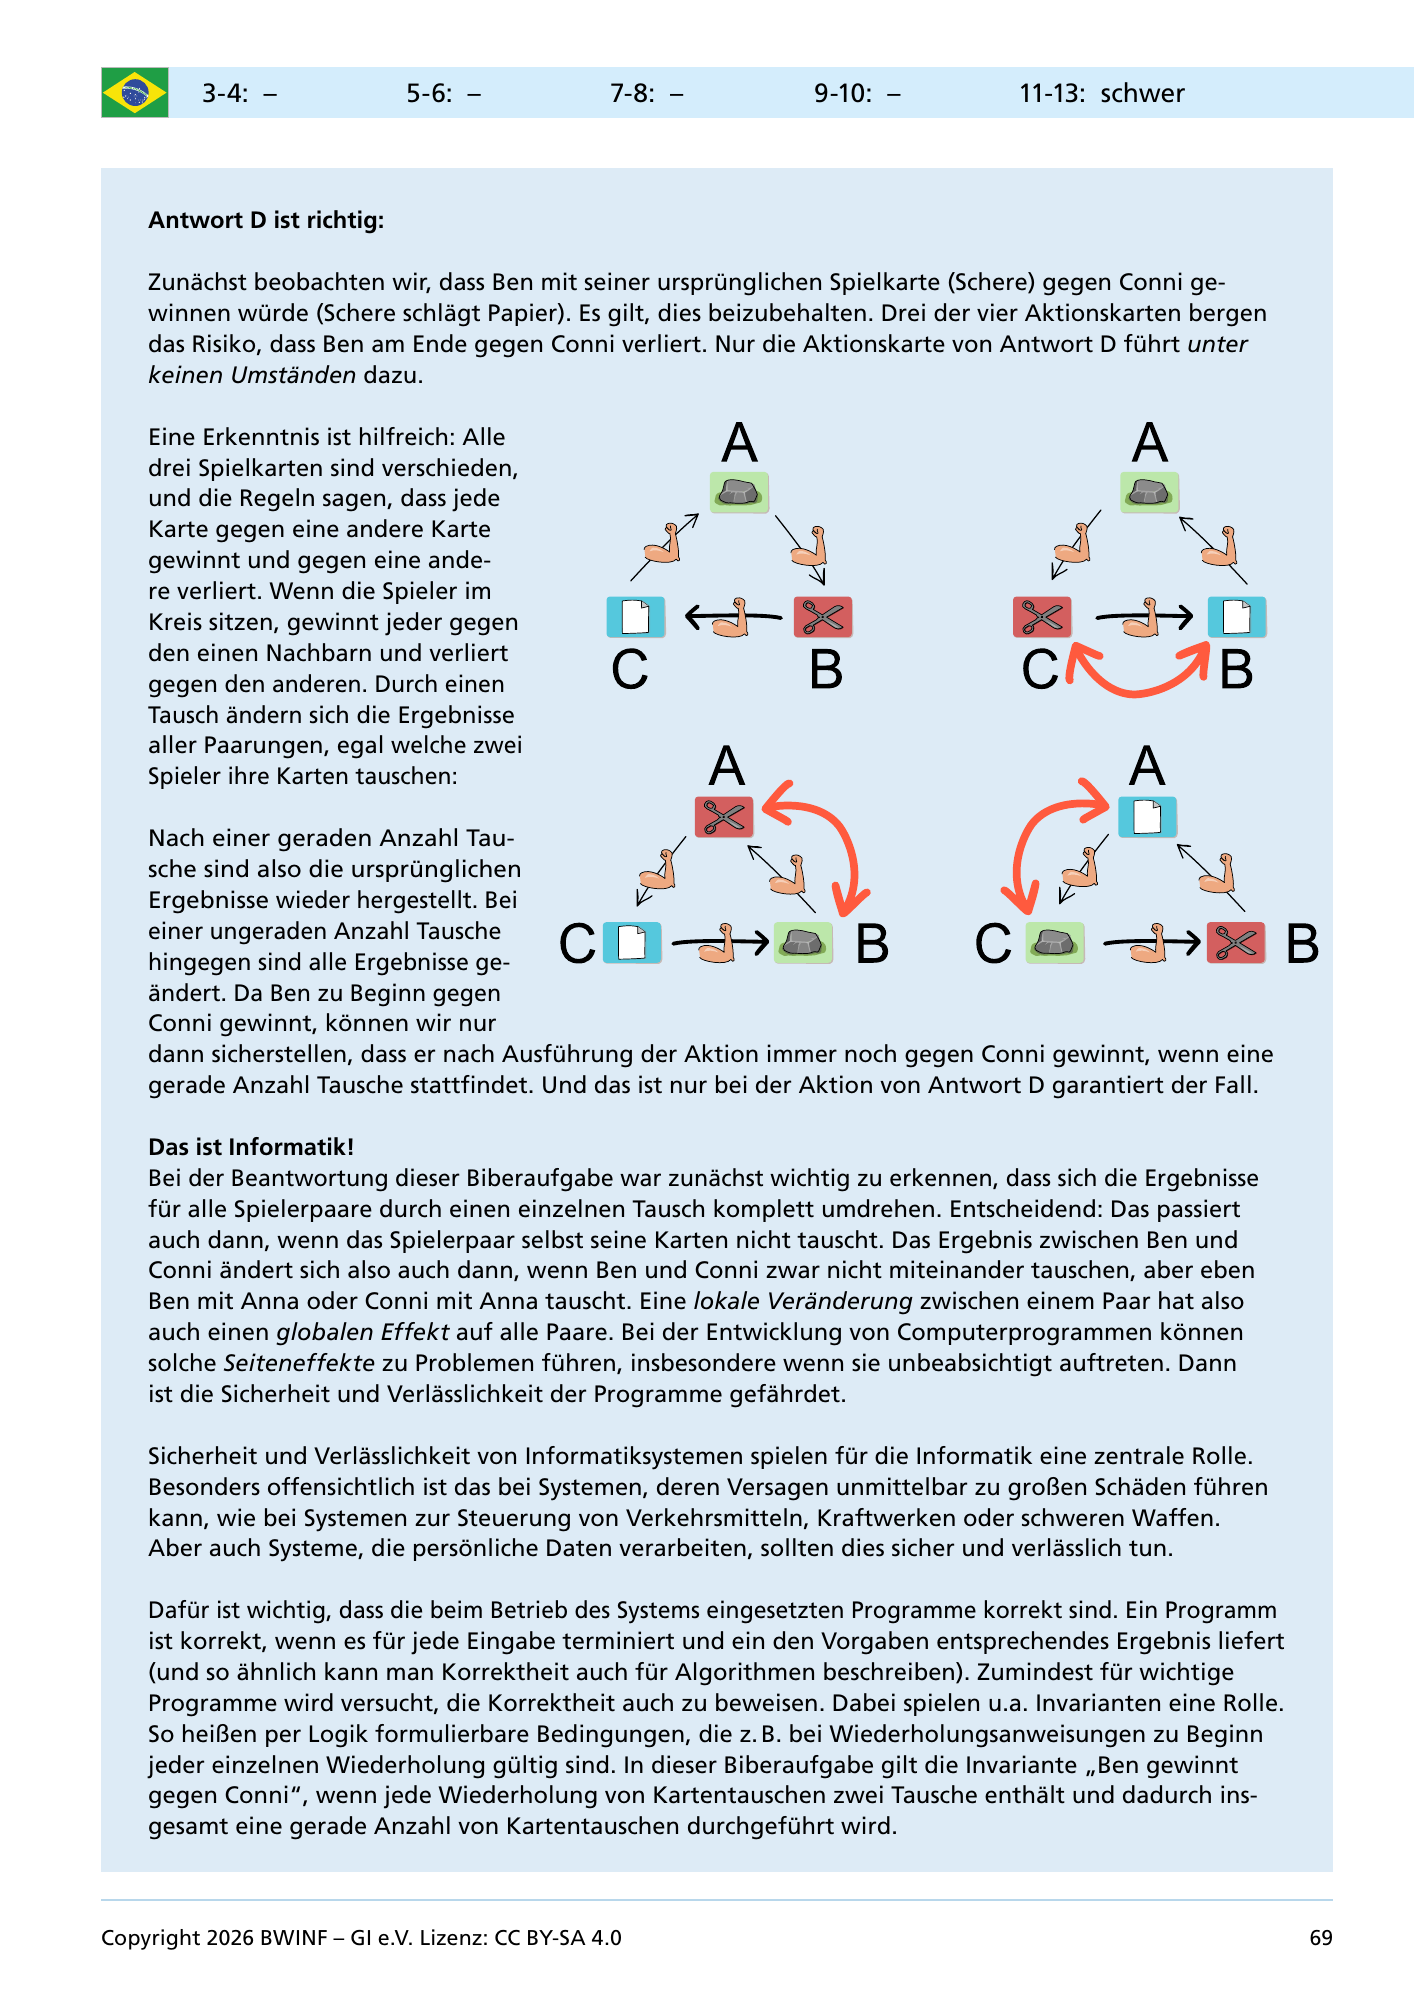 3-4: –   5-6: –   7-8: –   9-10: –   11-13: schwer
Antwort D ist richtig:
Zunächst beobachten wir, dass Ben mit seiner ursprünglichen Spielkarte (Schere) gegen Conni ge-
winnen würde (Schere schlägt Papier). Es gilt, dies beizubehalten. Drei der vier Aktionskarten bergen
das Risiko, dass Ben am Ende gegen Conni verliert. Nur die Aktionskarte von Antwort D führt unter
keinen Umständen dazu.
Eine Erkenntnis ist hilfreich: Alle
drei Spielkarten sind verschieden,
und die Regeln sagen, dass jede
Karte gegen eine andere Karte
gewinnt und gegen eine ande-
re verliert. Wenn die Spieler im
Kreis sitzen, gewinnt jeder gegen
den einen Nachbarn und verliert
gegen den anderen. Durch einen
Tausch ändern sich die Ergebnisse
aller Paarungen, egal welche zwei
Spieler ihre Karten tauschen:
A
C
B
A
C
B
A
C
B
A
C
B
Nach einer geraden Anzahl Tau-
sche sind also die ursprünglichen
Ergebnisse wieder hergestellt. Bei
einer ungeraden Anzahl Tausche
hingegen sind alle Ergebnisse ge-
ändert. Da Ben zu Beginn gegen
Conni gewinnt, können wir nur
dann sicherstellen, dass er nach Ausführung der Aktion immer noch gegen Conni gewinnt, wenn eine
gerade Anzahl Tausche stattfindet. Und das ist nur bei der Aktion von Antwort D garantiert der Fall.
Das ist Informatik!
Bei der Beantwortung dieser Biberaufgabe war zunächst wichtig zu erkennen, dass sich die Ergebnisse
für alle Spielerpaare durch einen einzelnen Tausch komplett umdrehen. Entscheidend: Das passiert
auch dann, wenn das Spielerpaar selbst seine Karten nicht tauscht. Das Ergebnis zwischen Ben und
Conni ändert sich also auch dann, wenn Ben und Conni zwar nicht miteinander tauschen, aber eben
Ben mit Anna oder Conni mit Anna tauscht. Eine lokale Veränderung zwischen einem Paar hat also
auch einen globalen Effekt auf alle Paare. Bei der Entwicklung von Computerprogrammen können
solche Seiteneffekte zu Problemen führen, insbesondere wenn sie unbeabsichtigt auftreten. Dann
ist die Sicherheit und Verlässlichkeit der Programme gefährdet.
Sicherheit und Verlässlichkeit von Informatiksystemen spielen für die Informatik eine zentrale Rolle.
Besonders offensichtlich ist das bei Systemen, deren Versagen unmittelbar zu großen Schäden führen
kann, wie bei Systemen zur Steuerung von Verkehrsmitteln, Kraftwerken oder schweren Waffen.
Aber auch Systeme, die persönliche Daten verarbeiten, sollten dies sicher und verlässlich tun.
Dafür ist wichtig, dass die beim Betrieb des Systems eingesetzten Programme korrekt sind. Ein Programm
ist korrekt, wenn es für jede Eingabe terminiert und ein den Vorgaben entsprechendes Ergebnis liefert
(und so ähnlich kann man Korrektheit auch für Algorithmen beschreiben). Zumindest für wichtige
Programme wird versucht, die Korrektheit auch zu beweisen. Dabei spielen u.a. Invarianten eine Rolle.
So heißen per Logik formulierbare Bedingungen, die z. B. bei Wiederholungsanweisungen zu Beginn
jeder einzelnen Wiederholung gültig sind. In dieser Biberaufgabe gilt die Invariante „Ben gewinnt
gegen Conni“, wenn jede Wiederholung von Kartentauschen zwei Tausche enthält und dadurch ins-
gesamt eine gerade Anzahl von Kartentauschen durchgeführt wird.
Copyright 2026 BWINF – GI e.V. Lizenz: CC BY-SA 4.0   69